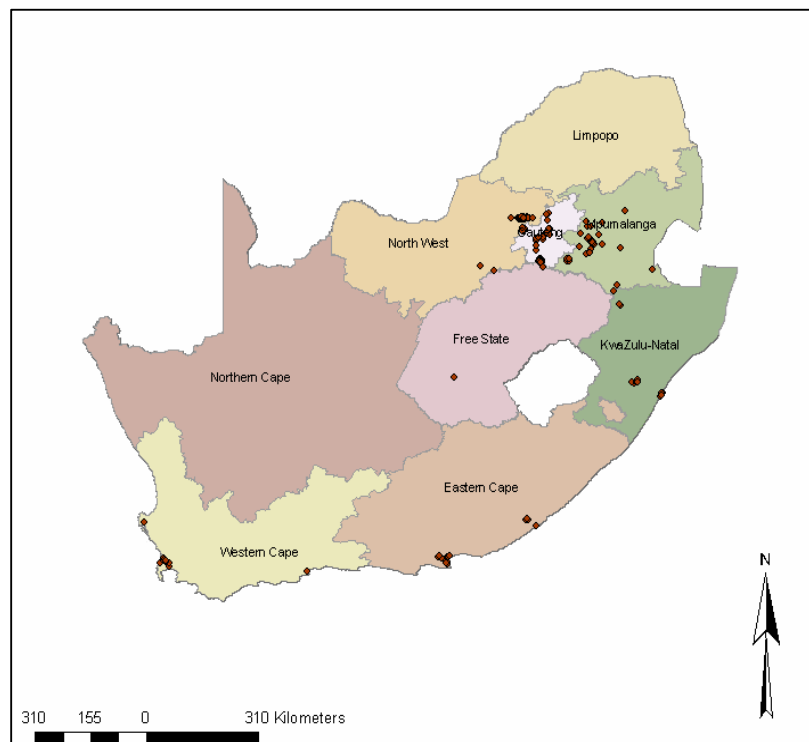 Limpopo
Mpumalanga
Gauteng
North West
Free State
KwaZulu-Natal
Northern Cape
Eastern Cape
Western Cape
N
310 155 0 310 Kilometers